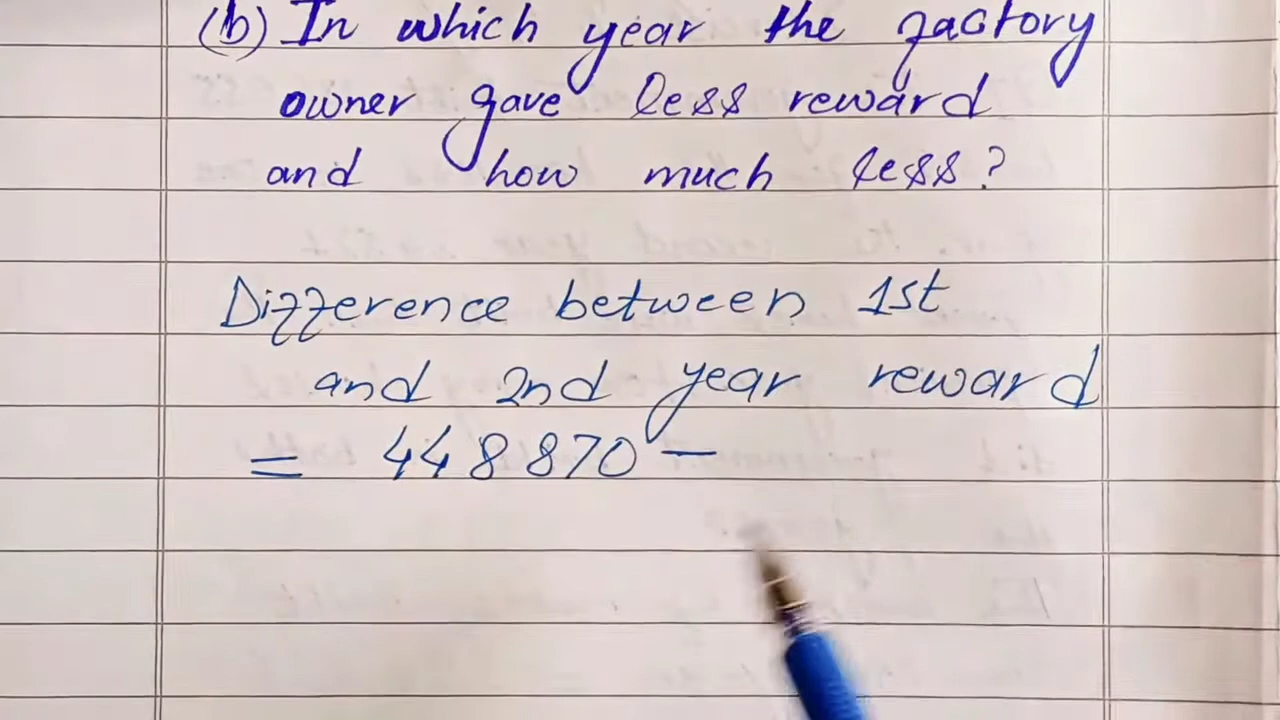 (b) In which year the factory
owner gave less reward
and how much less?
Difference between 1st
and 2nd year reward
= 448870 -